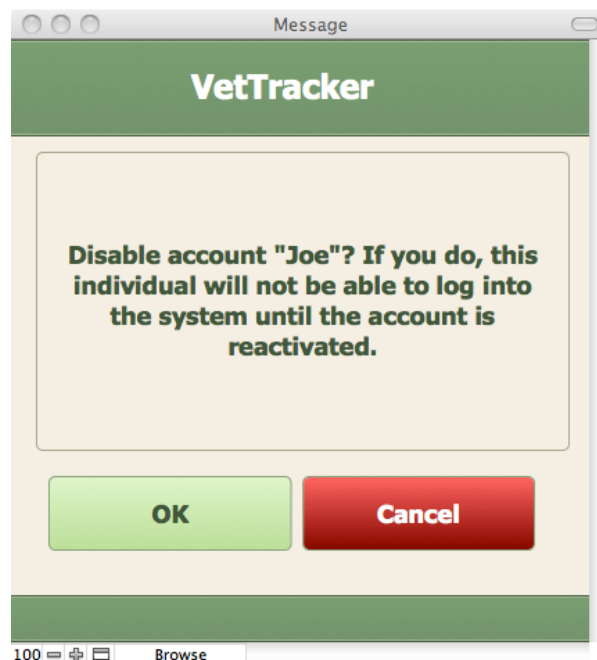 Message
VetTracker
Disable account "Joe"? If you do, this
individual will not be able to log into
the system until the account is
reactivated.
OK
Cancel
100
Browse